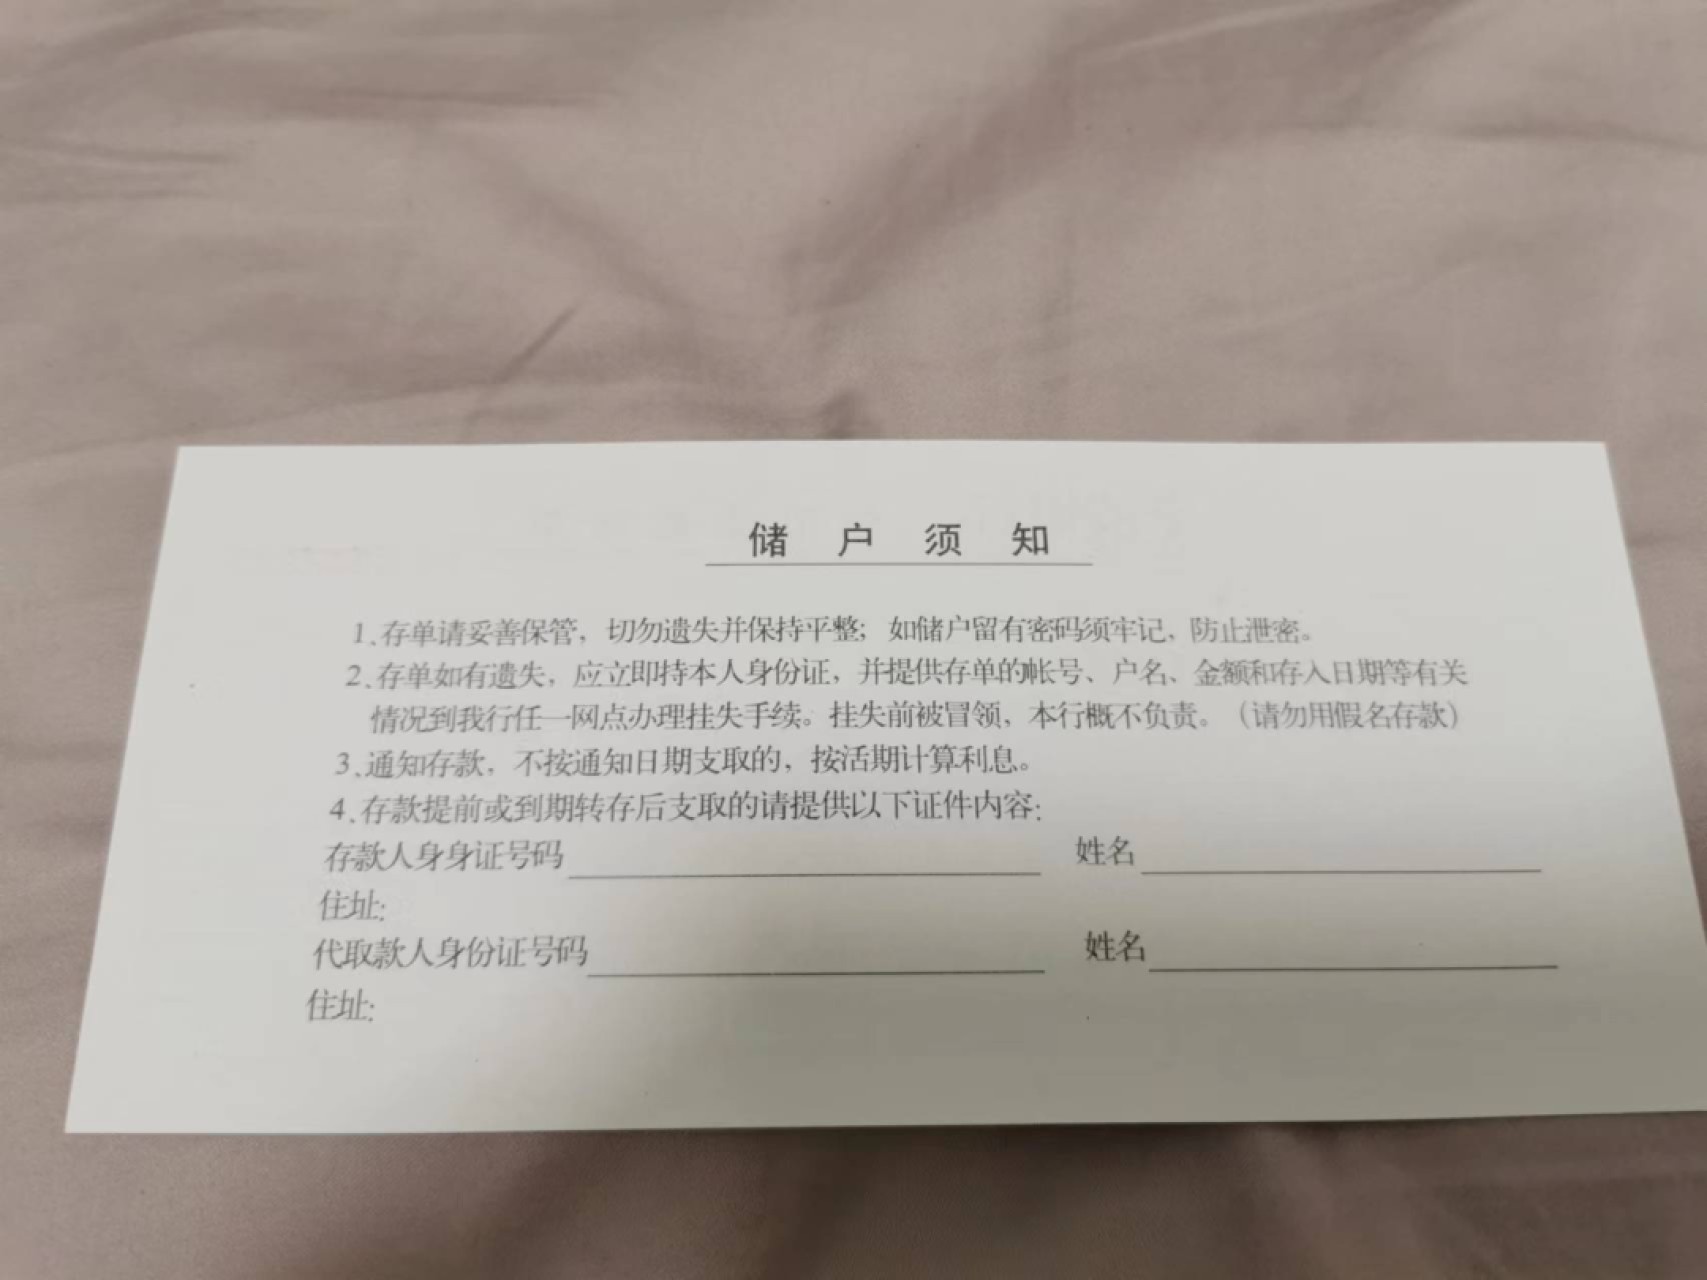 储户须知
1、存单请妥善保管，切勿遗失并保持平整；如储户留有密码须牢记，防止泄密。
2、存单如有遗失，应立即持本人身份证，并提供存单的帐号、户名、金额和存入日期等有关
情况到我行任一网点办理挂失手续。挂失前被冒领，本行概不负责。（请勿用假名存款）
3、通知存款，不按通知日期支取的，按活期计算利息。
4、存款提前或到期转存后支取的请提供以下证件内容：
存款人身身证号码 姓名
住址：
代取款人身份证号码 姓名
住址：